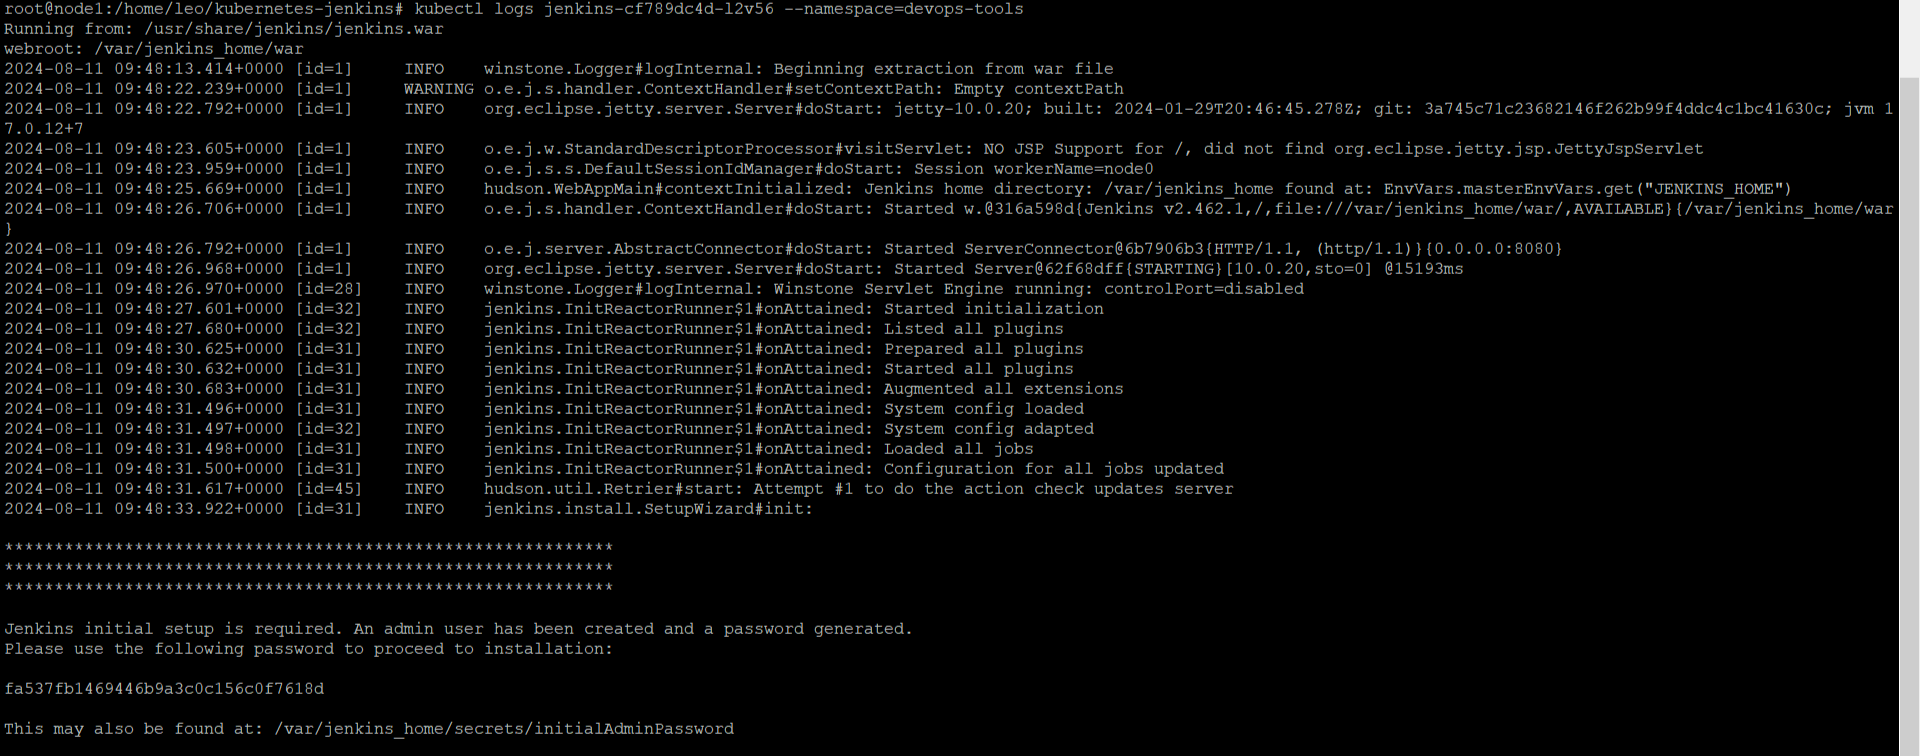 root@node1:/home/leo/kubernetes-jenkins# kubectl logs jenkins-cf789dc4d-l2v56 --namespace=devops-tools
Running from: /usr/share/jenkins/jenkins.war
webroot: /var/jenkins_home/war
2024-08-11 09:48:13.414+0000 [id=1]     INFO    winstone.Logger#logInternal: Beginning extraction from war file
2024-08-11 09:48:22.239+0000 [id=1]     WARNING o.e.j.s.handler.ContextHandler#setContextPath: Empty contextPath
2024-08-11 09:48:22.792+0000 [id=1]     INFO    org.eclipse.jetty.server.Server#doStart: jetty-10.0.20; built: 2024-01-29T20:46:45.278Z; git: 3a745c71c23682146f262b99f4ddc4c1bc41630c; jvm 1
7.0.12+7
2024-08-11 09:48:23.605+0000 [id=1]     INFO    o.e.j.w.StandardDescriptorProcessor#visitServlet: NO JSP Support for /, did not find org.eclipse.jetty.jsp.JettyJspServlet
2024-08-11 09:48:23.959+0000 [id=1]     INFO    o.e.j.s.s.DefaultSessionIdManager#doStart: Session workerName=node0
2024-08-11 09:48:25.669+0000 [id=1]     INFO    hudson.WebAppMain#contextInitialized: Jenkins home directory: /var/jenkins_home found at: EnvVars.masterEnvVars.get("JENKINS_HOME")
2024-08-11 09:48:26.706+0000 [id=1]     INFO    o.e.j.s.handler.ContextHandler#doStart: Started w.@316a598d{Jenkins v2.462.1,/,file:///var/jenkins_home/war/,AVAILABLE}{/var/jenkins_home/war
}
2024-08-11 09:48:26.792+0000 [id=1]     INFO    o.e.j.server.AbstractConnector#doStart: Started ServerConnector@6b7906b3{HTTP/1.1, (http/1.1)}{0.0.0.0:8080}
2024-08-11 09:48:26.968+0000 [id=1]     INFO    org.eclipse.jetty.server.Server#doStart: Started Server@62f68dff{STARTING}[10.0.20,sto=0] @15193ms
2024-08-11 09:48:26.970+0000 [id=28]    INFO    winstone.Logger#logInternal: Winstone Servlet Engine running: controlPort=disabled
2024-08-11 09:48:27.601+0000 [id=32]    INFO    jenkins.InitReactorRunner$1#onAttained: Started initialization
2024-08-11 09:48:27.680+0000 [id=32]    INFO    jenkins.InitReactorRunner$1#onAttained: Listed all plugins
2024-08-11 09:48:30.625+0000 [id=31]    INFO    jenkins.InitReactorRunner$1#onAttained: Prepared all plugins
2024-08-11 09:48:30.632+0000 [id=31]    INFO    jenkins.InitReactorRunner$1#onAttained: Started all plugins
2024-08-11 09:48:30.683+0000 [id=31]    INFO    jenkins.InitReactorRunner$1#onAttained: Augmented all extensions
2024-08-11 09:48:31.496+0000 [id=31]    INFO    jenkins.InitReactorRunner$1#onAttained: System config loaded
2024-08-11 09:48:31.497+0000 [id=32]    INFO    jenkins.InitReactorRunner$1#onAttained: System config adapted
2024-08-11 09:48:31.498+0000 [id=31]    INFO    jenkins.InitReactorRunner$1#onAttained: Loaded all jobs
2024-08-11 09:48:31.500+0000 [id=31]    INFO    jenkins.InitReactorRunner$1#onAttained: Configuration for all jobs updated
2024-08-11 09:48:31.617+0000 [id=45]    INFO    hudson.util.Retrier#start: Attempt #1 to do the action check updates server
2024-08-11 09:48:33.922+0000 [id=31]    INFO    jenkins.install.SetupWizard#init:
*************************************************************
*************************************************************
*************************************************************
Jenkins initial setup is required. An admin user has been created and a password generated.
Please use the following password to proceed to installation:
fa537fb1469446b9a3c0c156c0f7618d
This may also be found at: /var/jenkins_home/secrets/initialAdminPassword